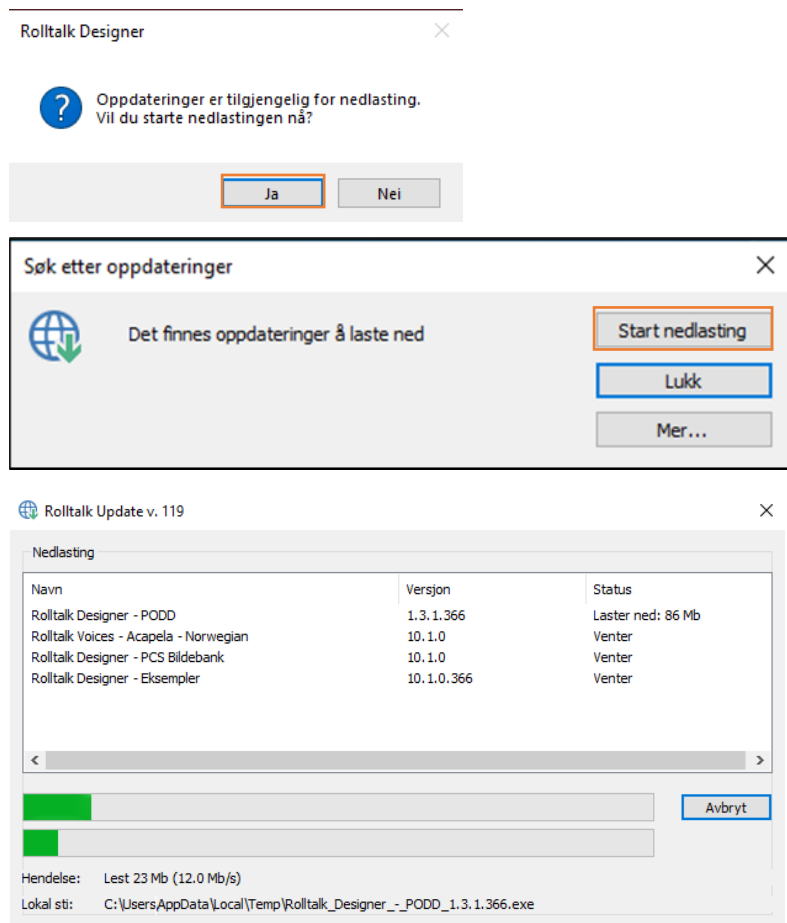 Rolltalk Designer
Oppdateringer er tilgjengelig for nedlasting.
Vil du starte nedlastingen nå?
Ja
Nei
Søk etter oppdateringer
Det finnes oppdateringer å laste ned
Start nedlasting
Lukk
Mer...
Rolltalk Update v. 119
Nedlasting
Navn Versjon Status
Rolltalk Designer - PODD 1.3.1.366 Laster ned: 86 Mb
Rolltalk Voices - Acapela - Norwegian 10.1.0 Venter
Rolltalk Designer - PCS Bildebank 10.1.0 Venter
Rolltalk Designer - Eksempler 10.1.0.366 Venter
Avbryt
Hendelse: Lest 23 Mb (12.0 Mb/s)
Lokal sti: C:\UsersAppData\Local\Temp\Rolltalk_Designer_-_PODD_1.3.1.366.exe